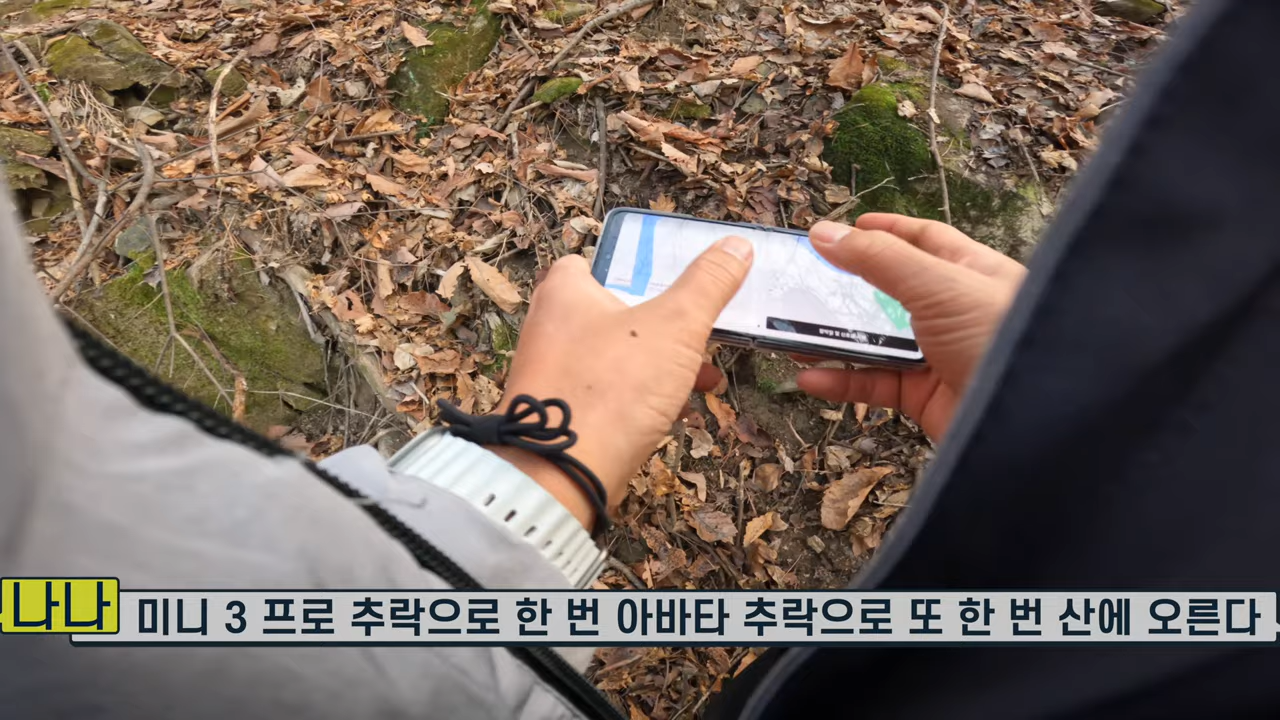 나나
미니 3 프로 추락으로 한 번 아바타 추락으로 또 한 번 산에 오른다